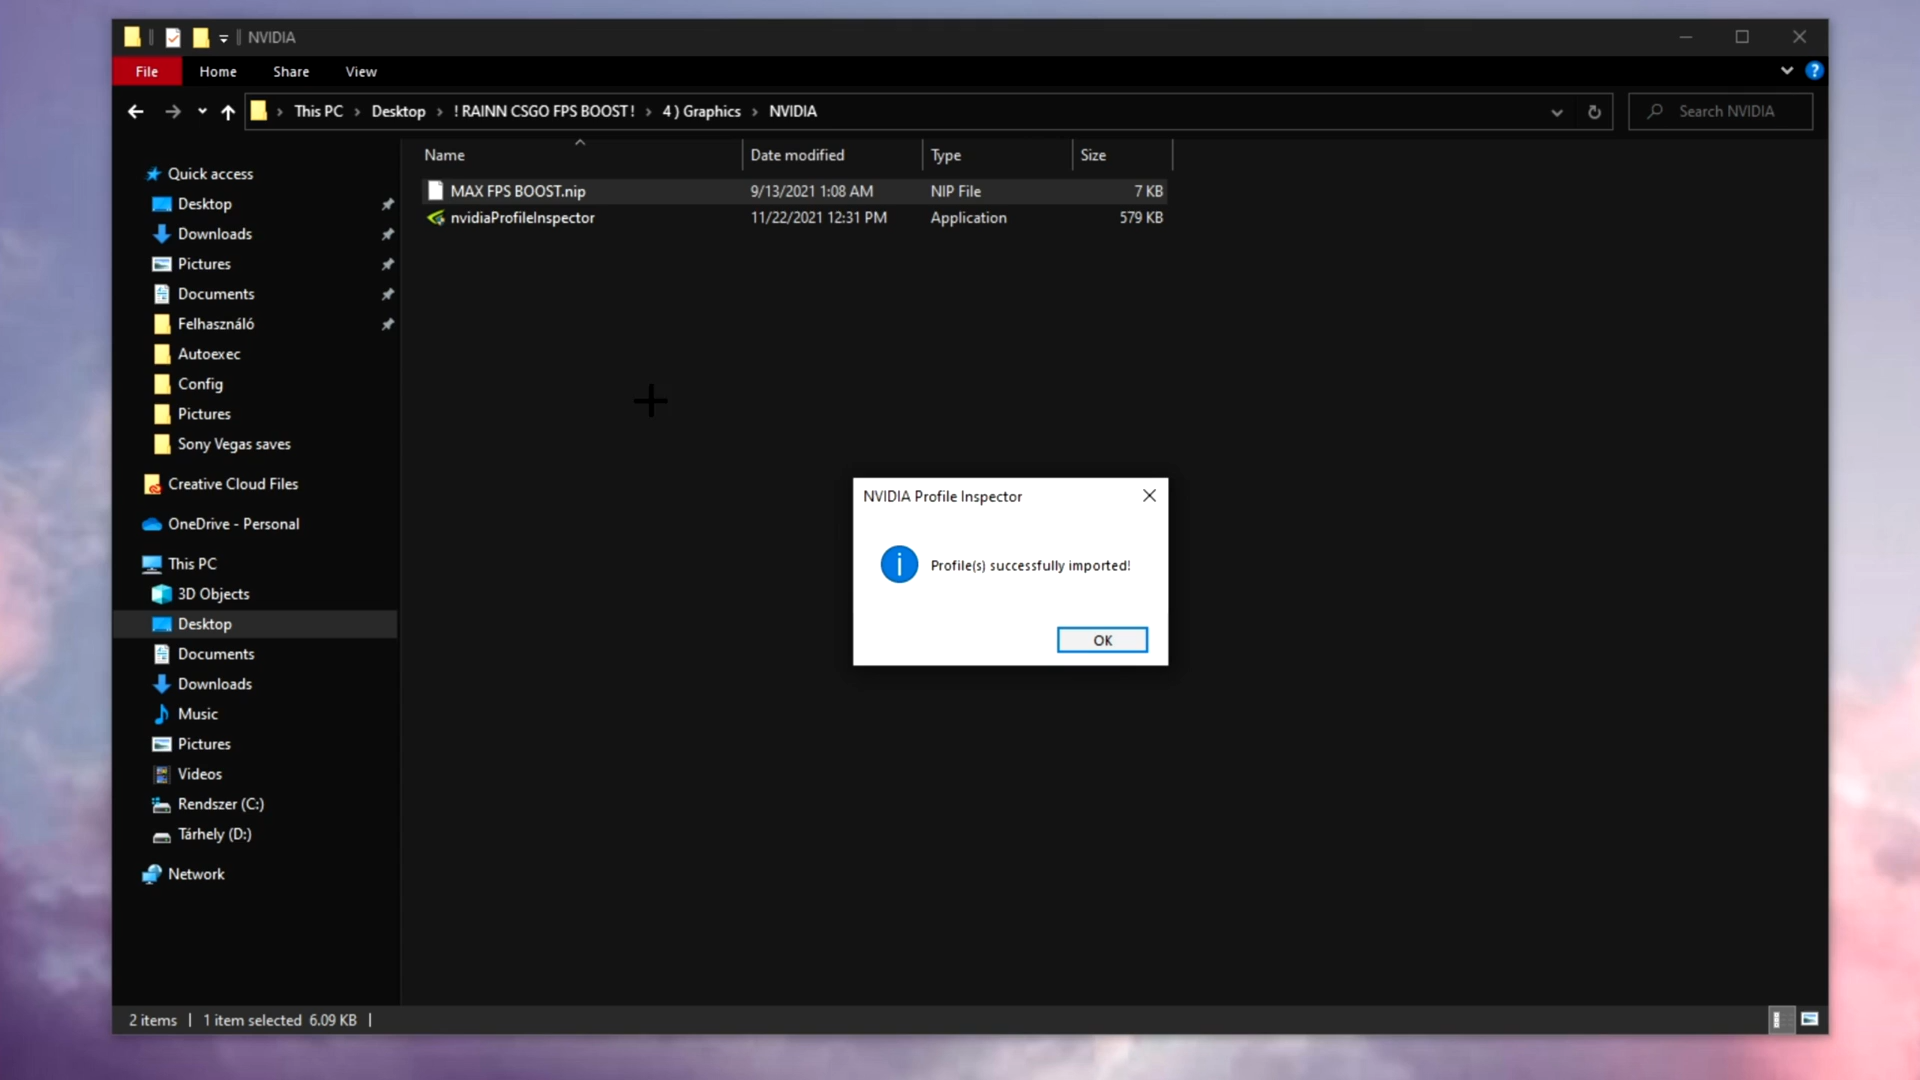 NVIDIA
File Home Share View
This PC Desktop ! RAINN CSGO FPS BOOST ! 4 ) Graphics NVIDIA Search NVIDIA
Name Date modified Type Size
MAX FPS BOOST.nip 9/13/2021 1:08 AM NIP File 7 KB
nvidiaProfileInspector 11/22/2021 12:31 PM Application 579 KB
Quick access
Desktop
Downloads
Pictures
Documents
Felhasználó
Autoexec
Config
Pictures
Sony Vegas saves
Creative Cloud Files
OneDrive - Personal
This PC
3D Objects
Desktop
Documents
Downloads
Music
Pictures
Videos
Rendszer (C:)
Tárhely (D:)
Network
NVIDIA Profile Inspector
Profile(s) successfully imported!
OK
2 items 1 item selected 6.09 KB